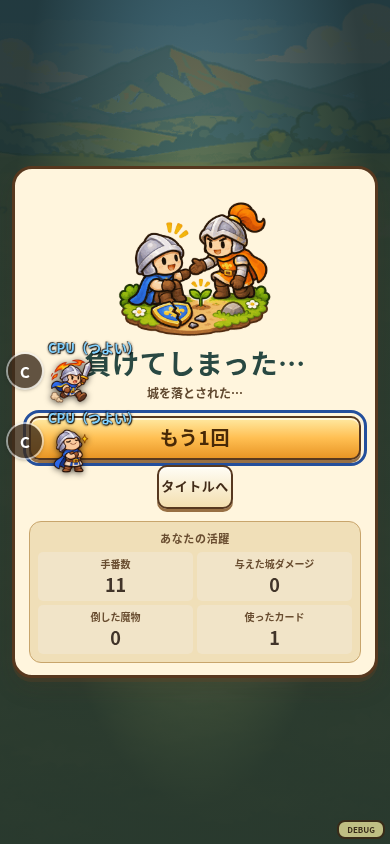 CPU（つよい）
C
負けてしまった…
城を落とされた…
CPU（つよい）
C
もう1回
タイトルへ
あなたの活躍
手番数
11
与えた城ダメージ
0
倒した魔物
0
使ったカード
1
DEBUG